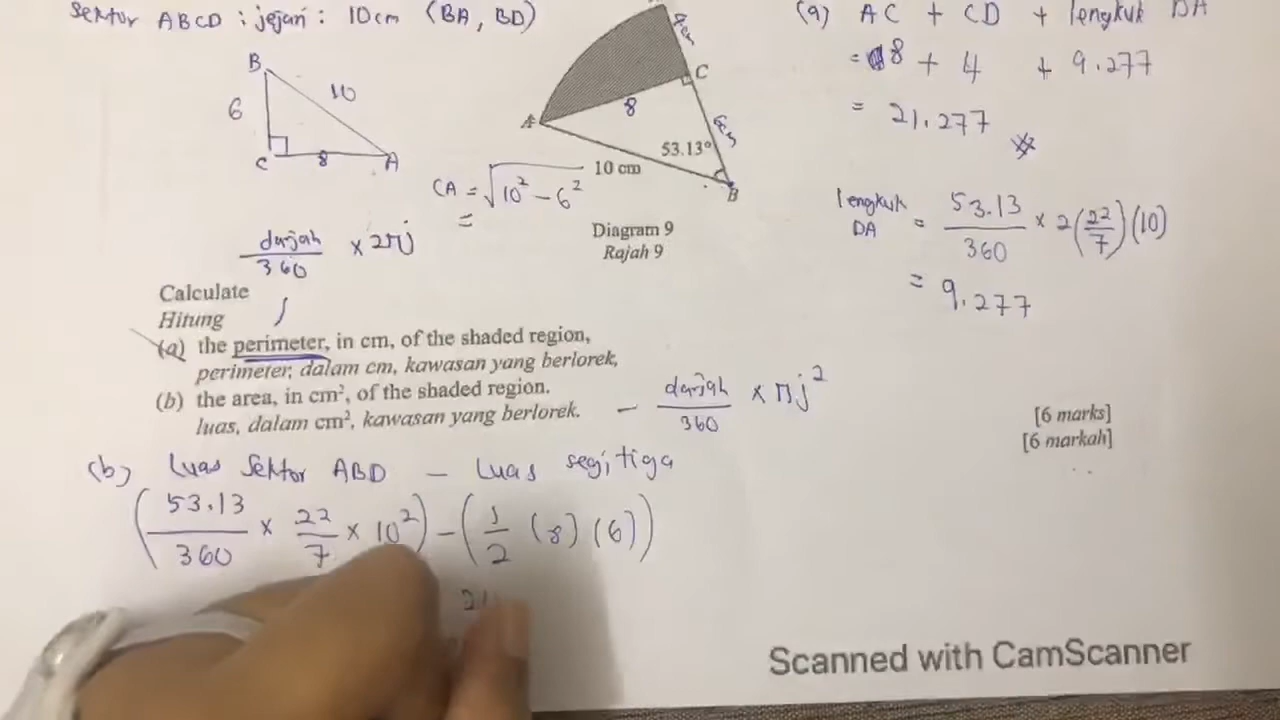 Sektor ABCD : jejari : 10cm (BA, BD)
B
6
10
C
8
A
4cm
C
8
A
6cm
53.13°
10 cm
B
CA = √10² - 6²
=
Diagram 9
Rajah 9
darjah/360 × 2πj
Calculate
Hitung
(a) the perimeter, in cm, of the shaded region,
perimeter, dalam cm, kawasan yang berlorek,
(b) the area, in cm², of the shaded region.
luas, dalam cm², kawasan yang berlorek.
- darjah/360 × πj²
[6 marks]
[6 markah]
(a) AC + CD + lengkuk DA
= 8 + 4 + 9.277
= 21.277
lengkuk DA = 53.13/360 × 2(22/7)(10)
= 9.277
(b) Luas Sektor ABD - Luas segitiga
(53.13/360 × 22/7 × 10²) - (1/2 (8)(6))
Scanned with CamScanner